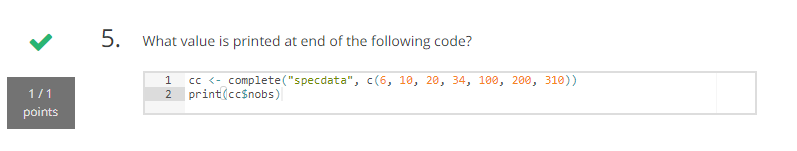 5. What value is printed at end of the following code?
1 cc <- complete("specdata", c(6, 10, 20, 34, 100, 200, 310))
2 print(cc$nobs)
1 / 1
points